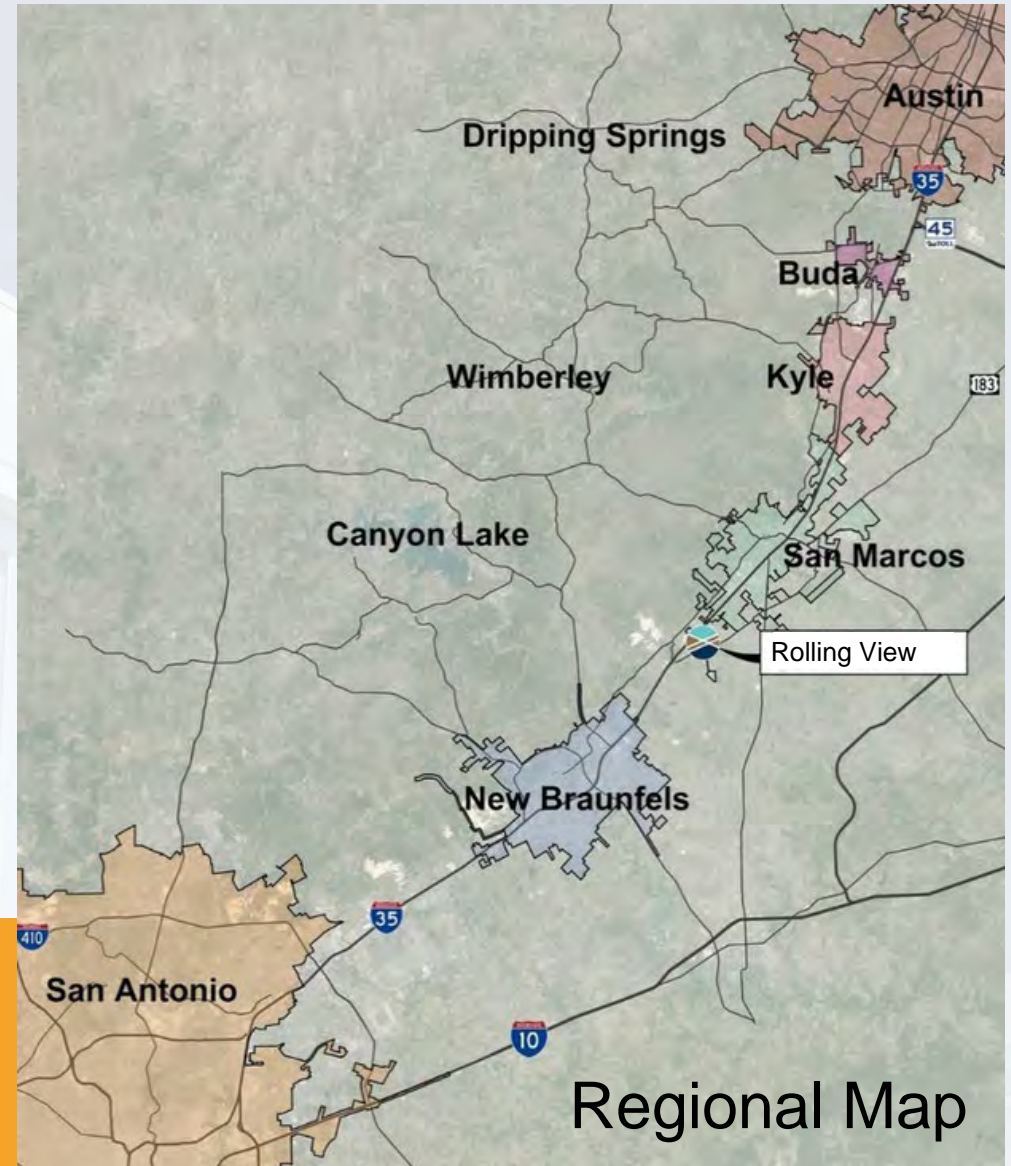 Austin
Dripping Springs
35
45
Buda
Wimberley
Kyle
183
Canyon Lake
San Marcos
Rolling View
New Braunfels
35
410
San Antonio
10
Regional Map